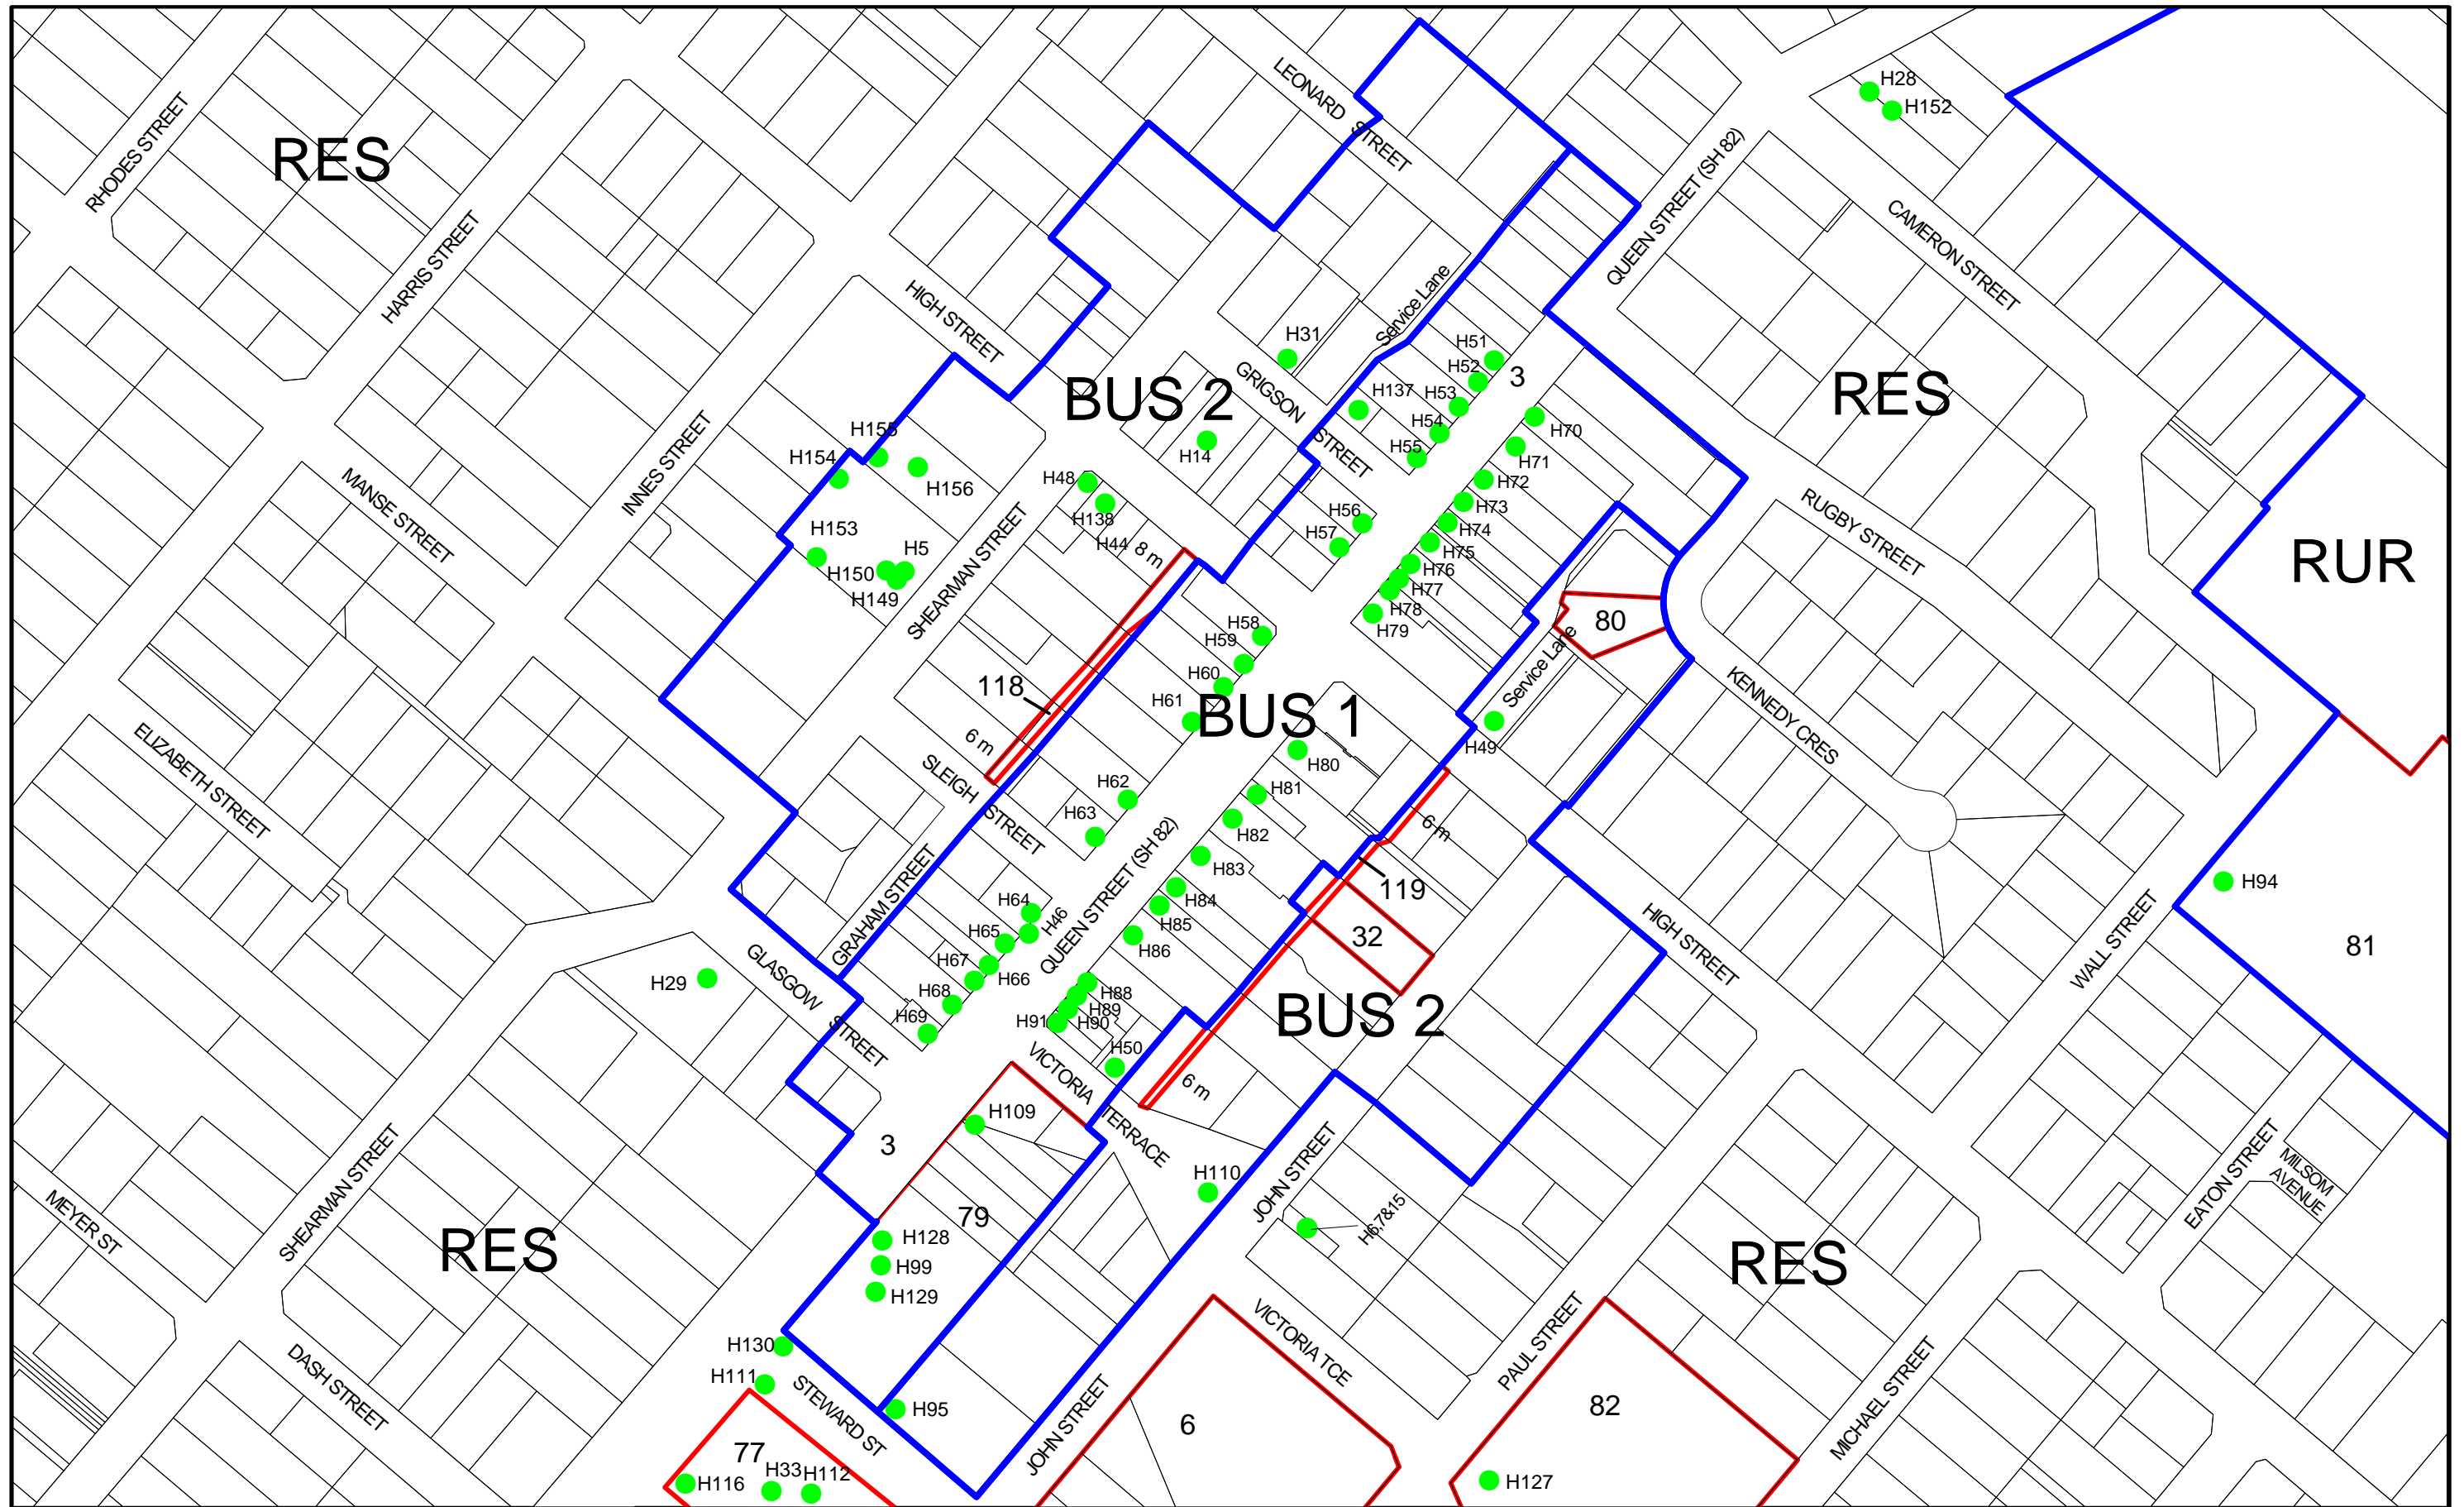 H28
H152
LEONARD STREET
RHODES STREET
RES
QUEEN STREET (SH 82)
CAMERON STREET
HARRIS STREET
HIGH STREET
Service Lane
H31
H51
H52
3
GRIGSON STREET
BUS 2
H137
H53
RES
H54
H70
H155
H14
H55
H71
H154
H156
H48
H72
MANSE STREET
INNES STREET
H138
H56
H73
RUGBY STREET
H153
H5
H44
8 m
H57
H74
H75
RUR
H150
H76
H149
SHEARMAN STREET
H77
H78
H58
H79
80
H59
118
H60
Service Lane
H61
BUS 1
KENNEDY CRES
6 m
H49
ELIZABETH STREET
SLEIGH STREET
H80
H62
H81
H63
H82
6 m
QUEEN STREET (SH 82)
H83
119
H94
GRAHAM STREET
H64
H84
H46
H85
32
HIGH STREET
WALL STREET
81
H65
H86
H67
H66
H29
GLASGOW STREET
H68
H88
H69
H89
H91
H90
BUS 2
H50
VICTORIA TERRACE
6 m
H109
3
H110
JOHN STREET
EATON STREET
MILSOM
AVENUE
MEYER ST
SHEARMAN STREET
RES
79
H6,7&15
H128
H99
H129
RES
H130
H111
DASH STREET
STEWARD ST
H95
JOHN STREET
VICTORIA TCE
PAUL STREET
MICHAEL STREET
6
82
77
H116
H33
H112
H127